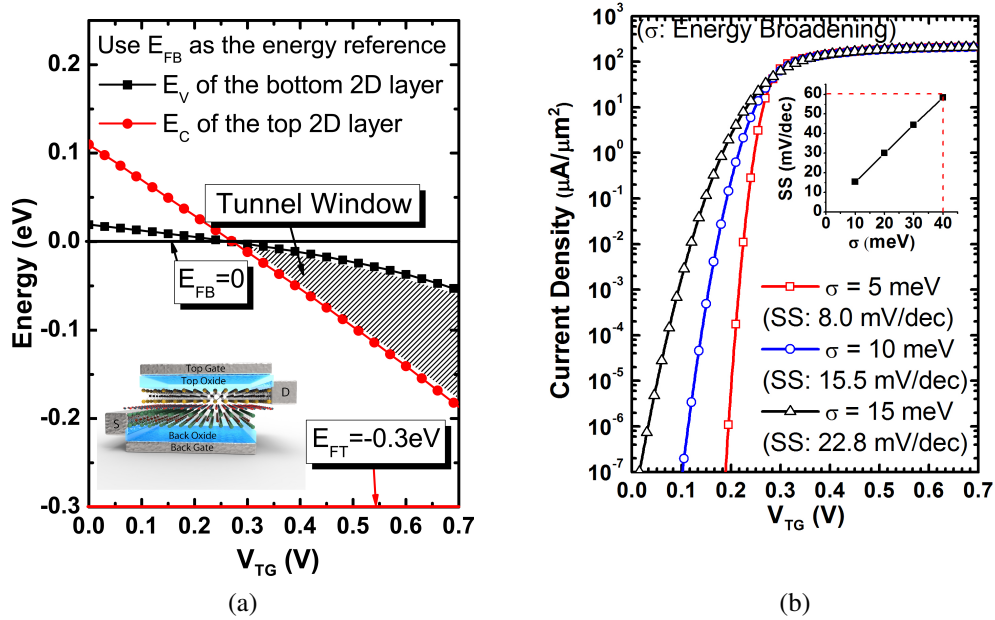 Use E_FB as the energy reference
E_V of the bottom 2D layer
E_C of the top 2D layer
Tunnel Window
E_FB=0
E_FT=-0.3eV
Top Gate
Top Oxide
D
S
Back Oxide
Back Gate
Energy (eV)
0.2
0.1
0.0
-0.1
-0.2
-0.3
0.0 0.1 0.2 0.3 0.4 0.5 0.6 0.7
V_TG (V)
(a)
(σ: Energy Broadening)
Current Density (μA/μm²)
10³
10²
10¹
10⁰
10⁻¹
10⁻²
10⁻³
10⁻⁴
10⁻⁵
10⁻⁶
10⁻⁷
SS (mV/dec)
60
50
40
30
20
10
0 10 20 30 40
σ (meV)
σ = 5 meV
(SS: 8.0 mV/dec)
σ = 10 meV
(SS: 15.5 mV/dec)
σ = 15 meV
(SS: 22.8 mV/dec)
0.0 0.1 0.2 0.3 0.4 0.5 0.6 0.7
V_TG (V)
(b)